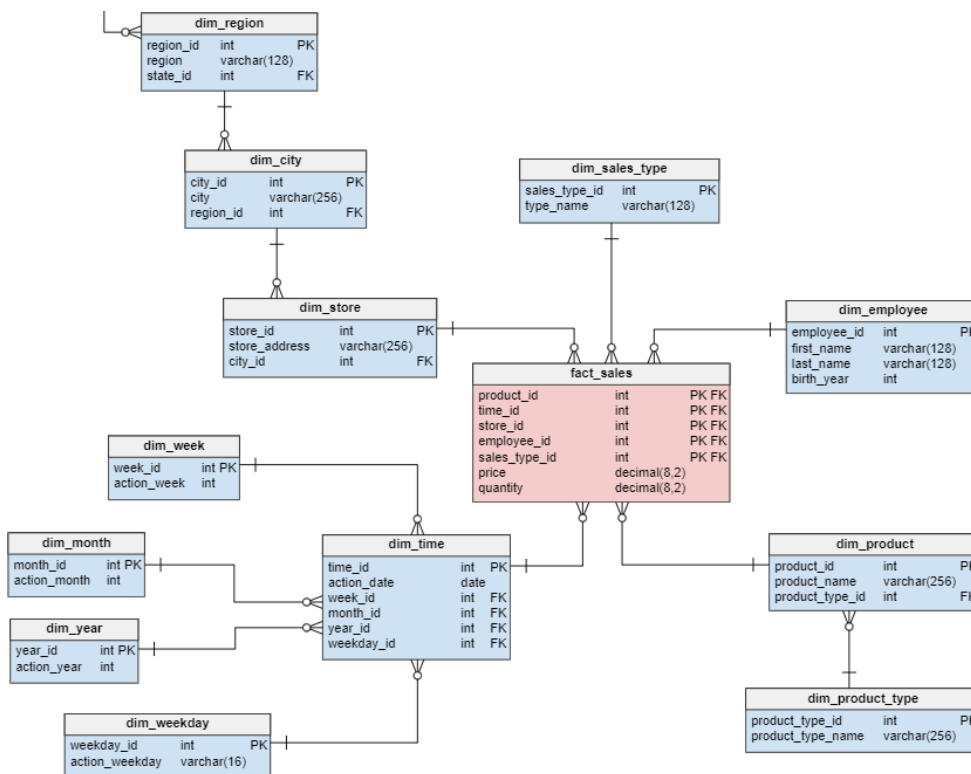 dim_region
region_id int PK
region varchar(128)
state_id int FK
dim_city
city_id int PK
city varchar(256)
region_id int FK
dim_sales_type
sales_type_id int PK
type_name varchar(128)
dim_store
store_id int PK
store_address varchar(256)
city_id int FK
dim_employee
employee_id int PK
first_name varchar(128)
last_name varchar(128)
birth_year int
fact_sales
product_id int PK FK
time_id int PK FK
store_id int PK FK
employee_id int PK FK
sales_type_id int PK FK
price decimal(8,2)
quantity decimal(8,2)
dim_week
week_id int PK
action_week int
dim_month
month_id int PK
action_month int
dim_time
time_id int PK
action_date date
week_id int FK
month_id int FK
year_id int FK
weekday_id int FK
dim_product
product_id int PK
product_name varchar(256)
product_type_id int FK
dim_year
year_id int PK
action_year int
dim_weekday
weekday_id int PK
action_weekday varchar(16)
dim_product_type
product_type_id int PK
product_type_name varchar(256)